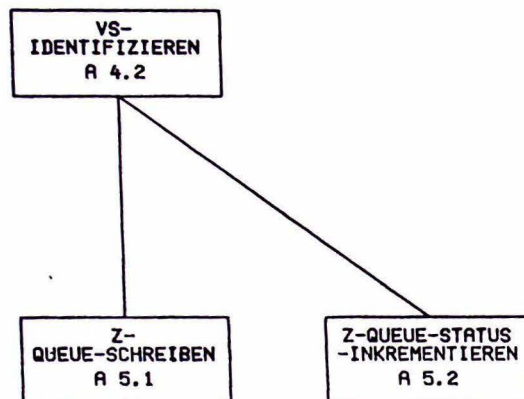 VS-
IDENTIFIZIEREN
A 4.2
Z-
QUEUE-SCHREIBEN
A 5.1
Z-QUEUE-STATUS
-INKREMENTIEREN
A 5.2